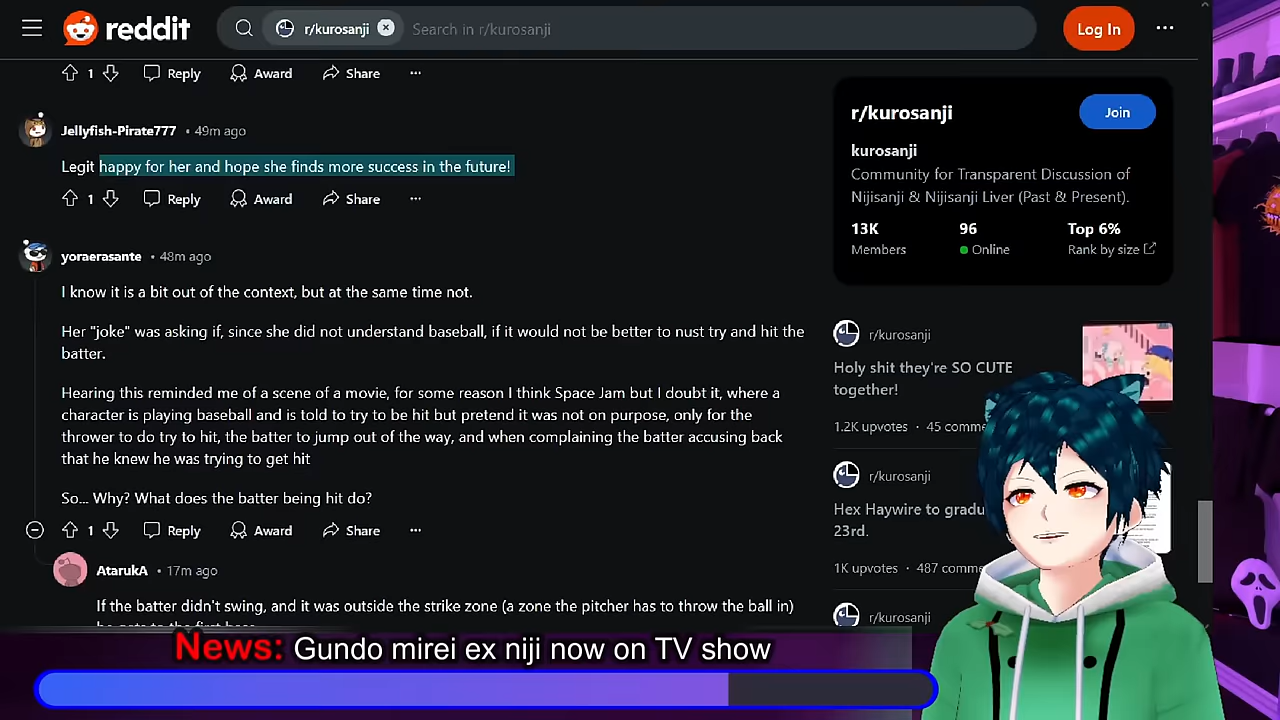 reddit
r/kurosanji
Search in r/kurosanji
Log In
1
Reply
Award
Share
Jellyfish-Pirate777 • 49m ago
Legit happy for her and hope she finds more success in the future!
1
Reply
Award
Share
yoraerasante • 48m ago
I know it is a bit out of the context, but at the same time not.
Her "joke" was asking if, since she did not understand baseball, if it would not be better to nust try and hit the
batter.
Hearing this reminded me of a scene of a movie, for some reason I think Space Jam but I doubt it, where a
character is playing baseball and is told to try to be hit but pretend it was not on purpose, only for the
thrower to do try to hit, the batter to jump out of the way, and when complaining the batter accusing back
that he knew he was trying to get hit
So... Why? What does the batter being hit do?
1
Reply
Award
Share
AtarukA • 17m ago
If the batter didn't swing, and it was outside the strike zone (a zone the pitcher has to throw the ball in)
r/kurosanji
Join
kurosanji
Community for Transparent Discussion of
Nijisanji & Nijisanji Liver (Past & Present).
13K
96
Top 6%
Members
Online
Rank by size
r/kurosanji
Holy shit they're SO CUTE
together!
1.2K upvotes • 45 comme
r/kurosanji
Hex Haywire to gradu
23rd.
1K upvotes • 487 comme
r/kurosanji
News: Gundo mirei ex niji now on TV show